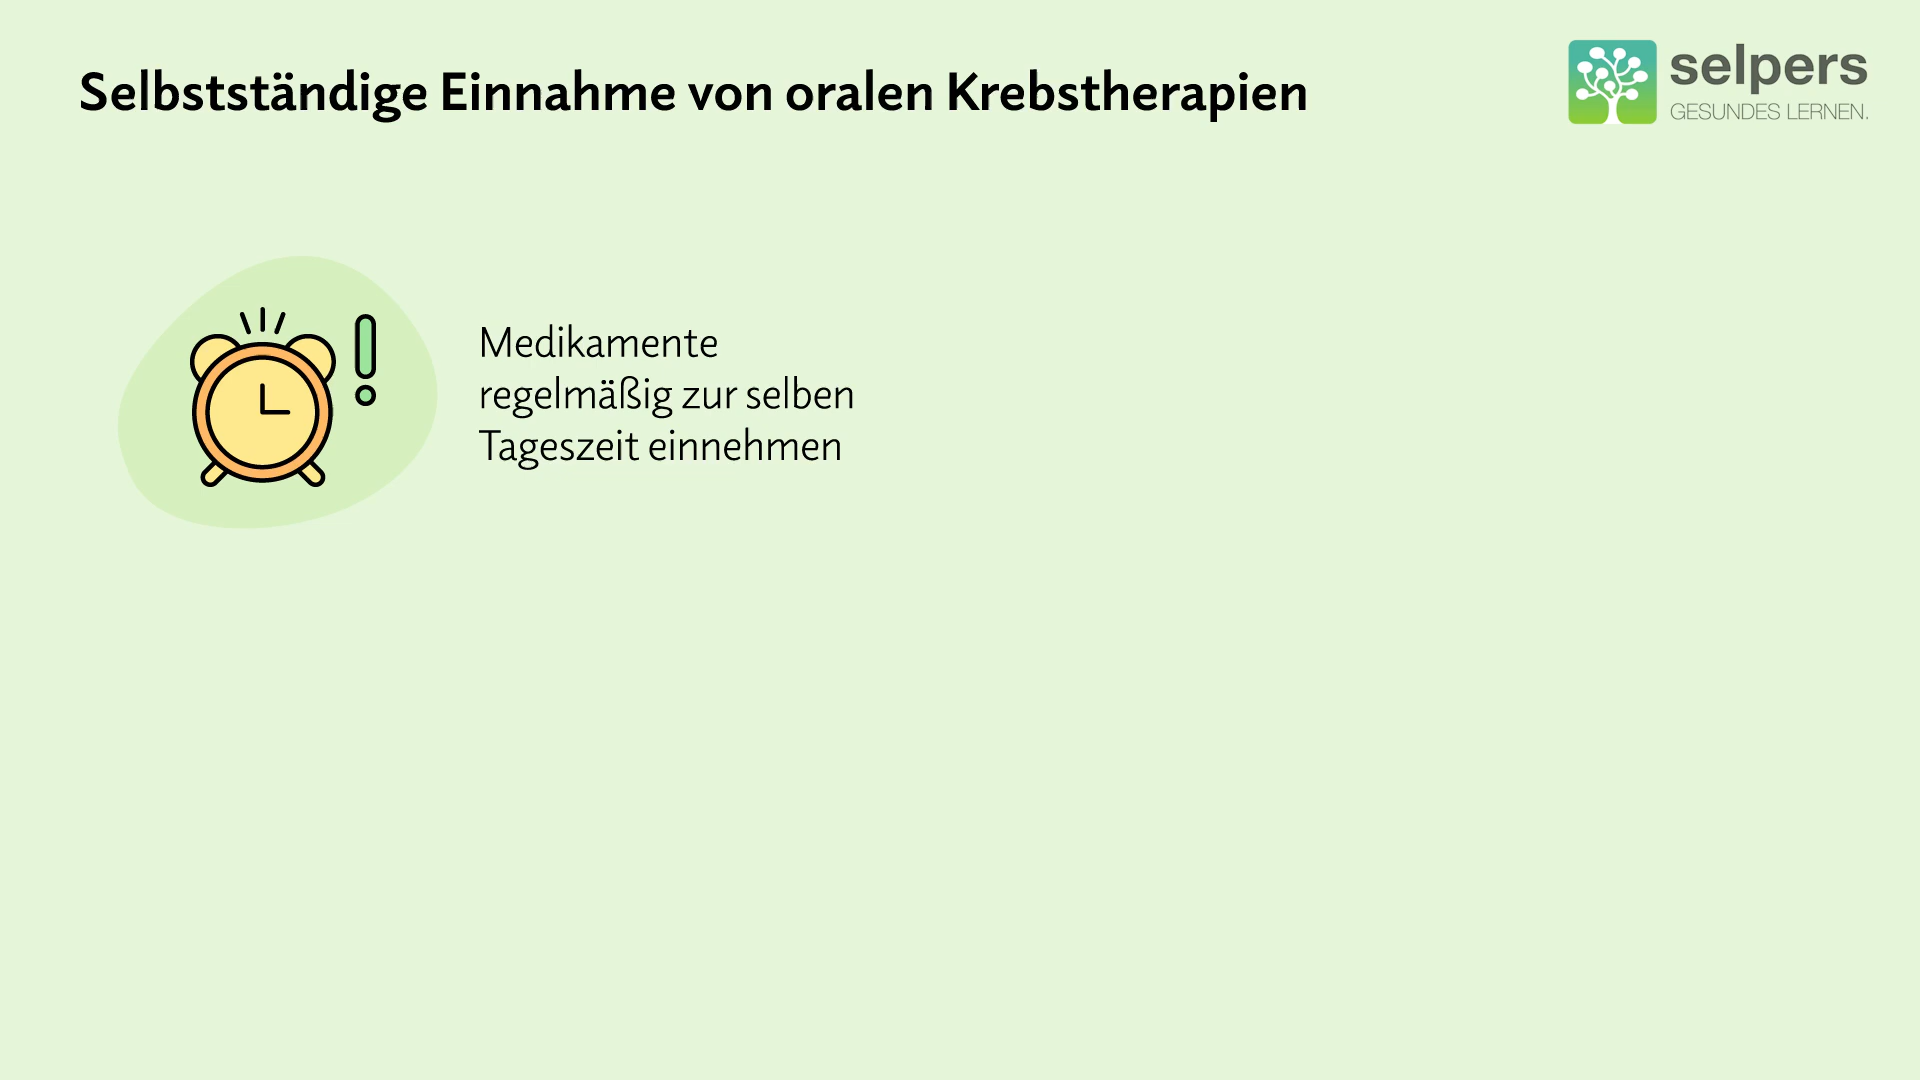 Selbstständige Einnahme von oralen Krebstherapien
selpers
GESUNDES LERNEN.
Medikamente
regelmäßig zur selben
Tageszeit einnehmen